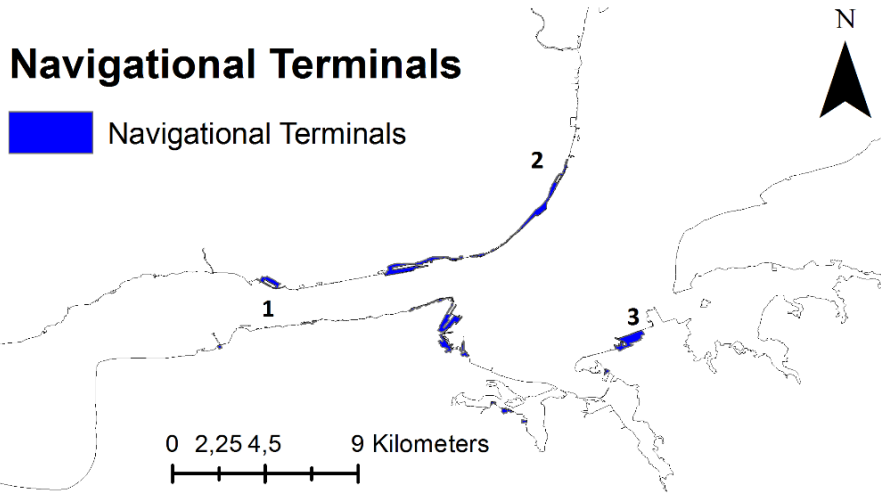 N
Navigational Terminals
Navigational Terminals
2
1
3
0 2,25 4,5 9 Kilometers